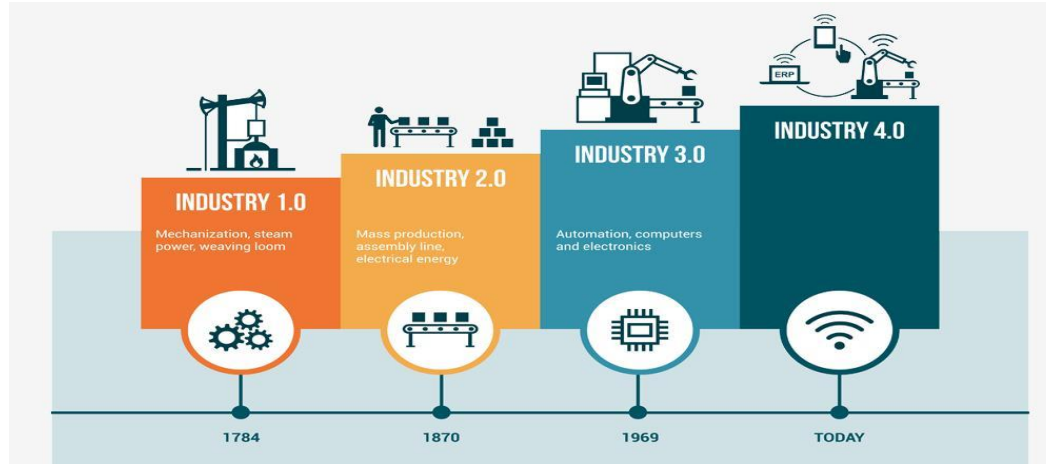 ERP
INDUSTRY 1.0
Mechanization, steam
power, weaving loom
INDUSTRY 2.0
Mass production,
assembly line,
electrical energy
INDUSTRY 3.0
Automation, computers
and electronics
INDUSTRY 4.0
1784
1870
1969
TODAY